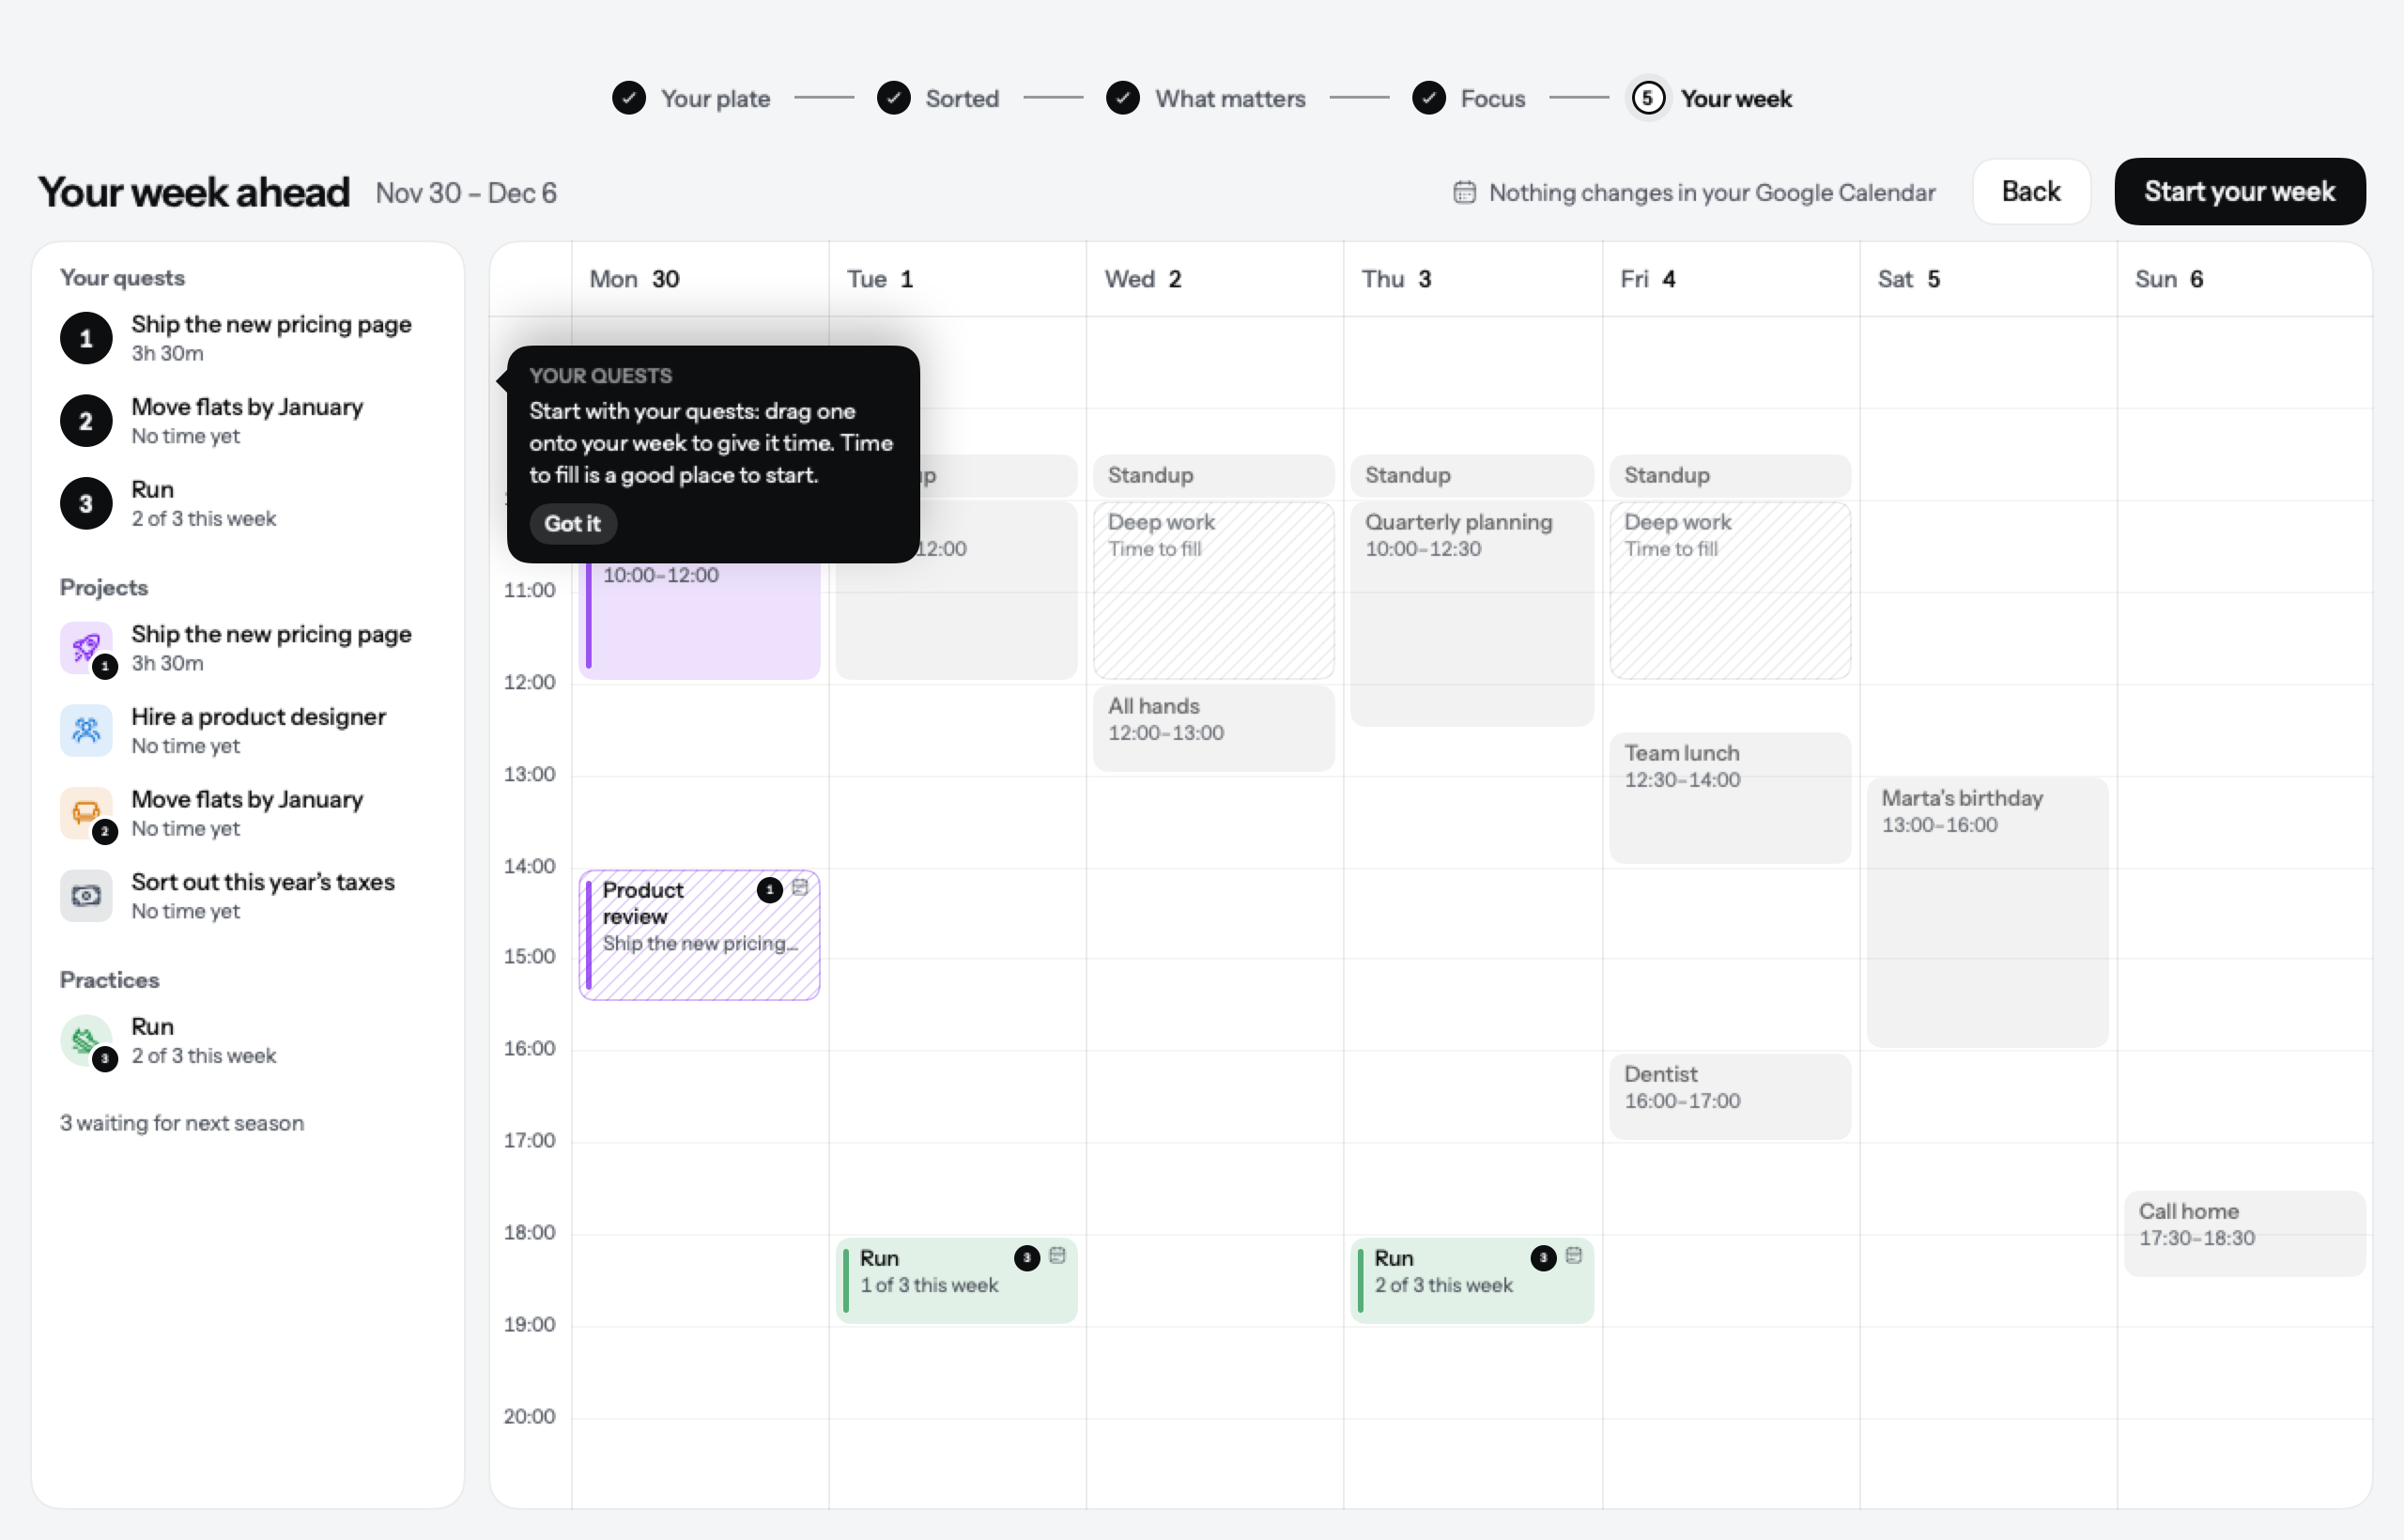 Your plate
Sorted
What matters
Focus
5 Your week
Your week ahead Nov 30 – Dec 6
Nothing changes in your Google Calendar
Back
Start your week
Your quests
1 Ship the new pricing page
3h 30m
2 Move flats by January
No time yet
3 Run
2 of 3 this week
Projects
Ship the new pricing page
1 3h 30m
Hire a product designer
No time yet
Move flats by January
2 No time yet
Sort out this year’s taxes
No time yet
Practices
Run
3 2 of 3 this week
3 waiting for next season
Mon 30
Tue 1
Wed 2
Thu 3
Fri 4
Sat 5
Sun 6
YOUR QUESTS
Start with your quests: drag one
onto your week to give it time. Time
to fill is a good place to start.
Got it
11:00
12:00
13:00
14:00
15:00
16:00
17:00
18:00
19:00
20:00
10:00–12:00
Product 1
review
Ship the new pricing...
12:00
Run 3
1 of 3 this week
Standup
Deep work
Time to fill
All hands
12:00–13:00
Standup
Quarterly planning
10:00–12:30
Run 3
2 of 3 this week
Standup
Deep work
Time to fill
Team lunch
12:30–14:00
Dentist
16:00–17:00
Marta's birthday
13:00–16:00
Call home
17:30–18:30